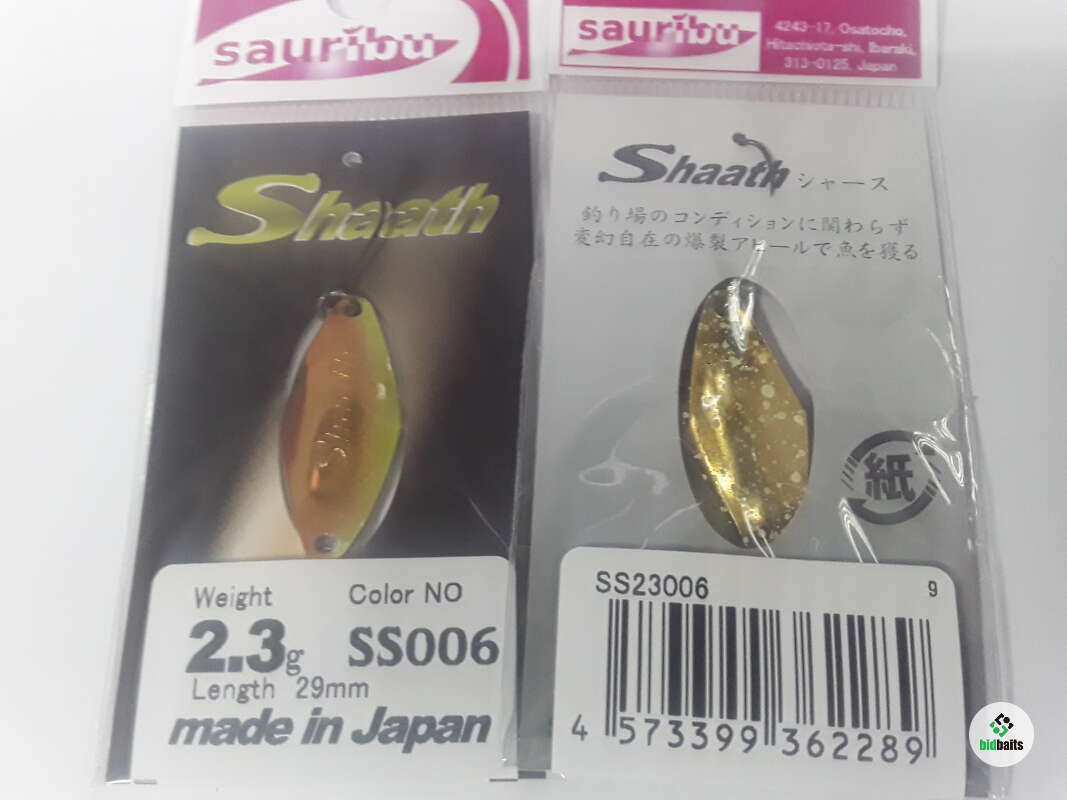 sauribu
Shaath
Shaath
Weight Color NO
2.3g SS006
Length 29mm
made in Japan
sauribu
4243-17, Osatocho,
Hitachiota-shi, Ibaraki,
313-0125, Japan
Shaath シャース
釣り場のコンディションに関わらず
変幻自在の爆裂アピールで魚を獲る
紙
SS23006 9
4 573399 362289
bidbaits